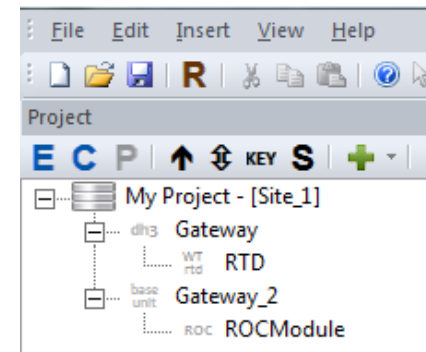 File Edit Insert View Help
R
Project
E C P KEY S
My Project - [Site_1]
dh3 Gateway
WT rtd RTD
base unit Gateway_2
ROC ROCModule